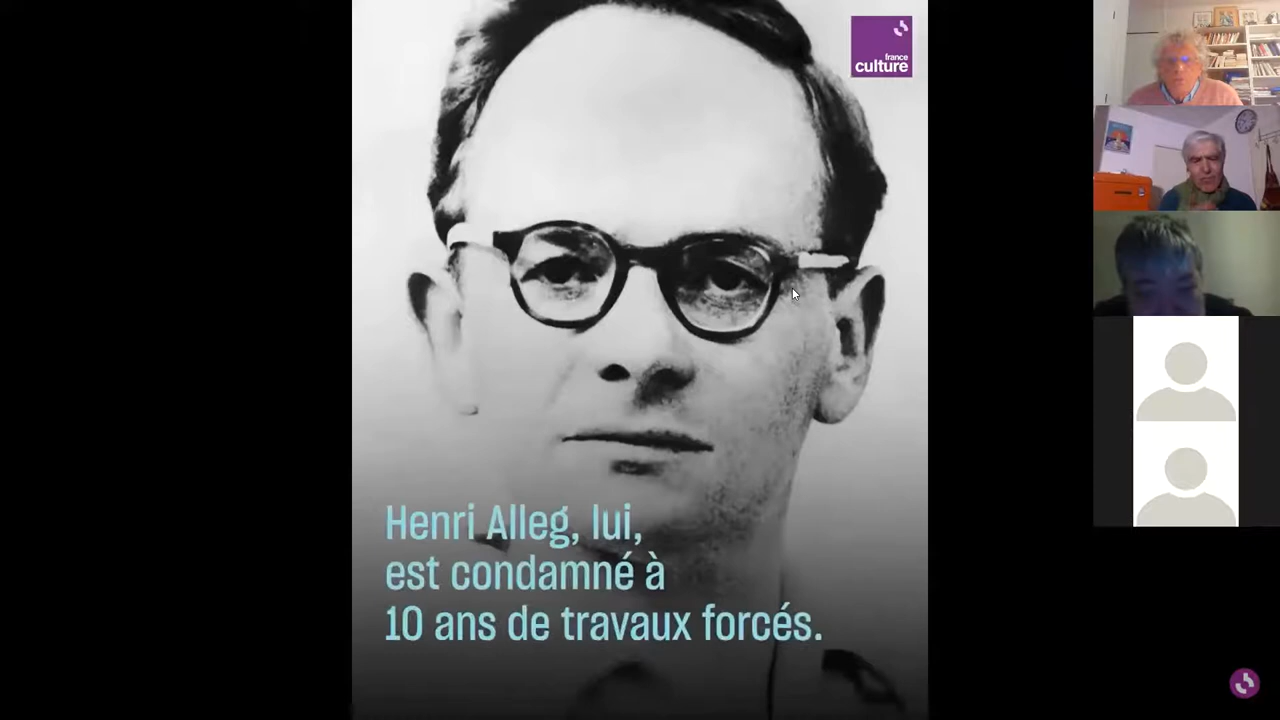 france
culture
Henri Alleg, lui,
est condamné à
10 ans de travaux forcés.